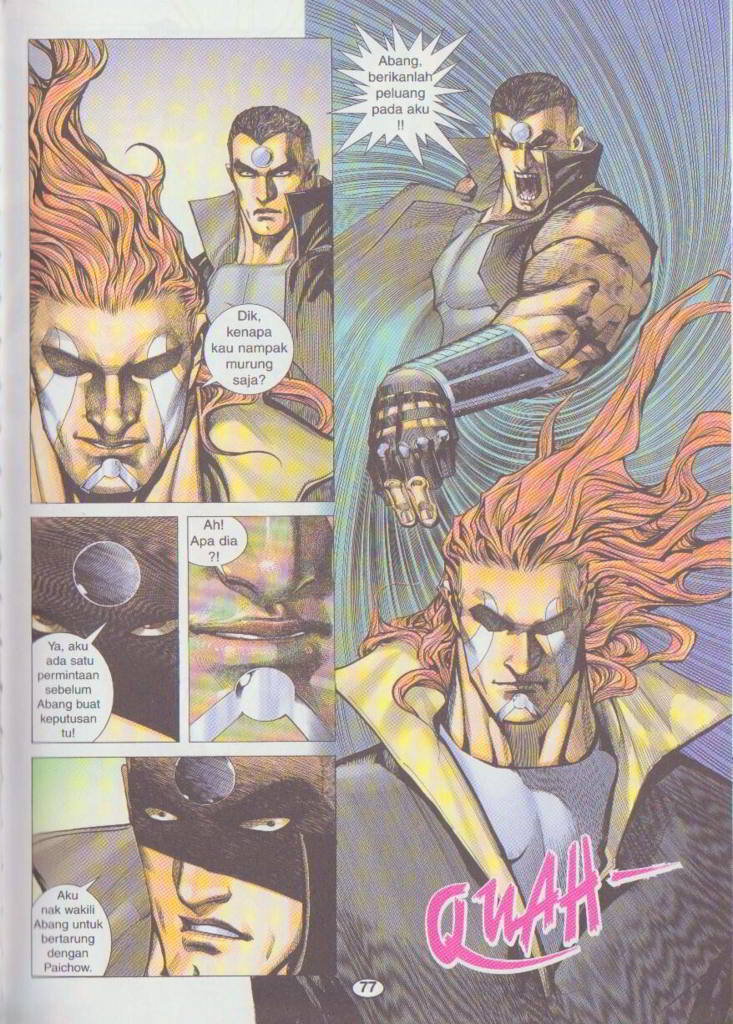 Dik,
kenapa
kau nampak
murung
saja?
Ya, aku
ada satu
permintaan
sebelum
Abang buat
keputusan
tu!
Ah!
Apa dia
?!
Aku
nak wakili
Abang untuk
bertarung
dengan
Paichow.
Abang,
berikanlah
peluang
pada aku
!!
QUAH—
77